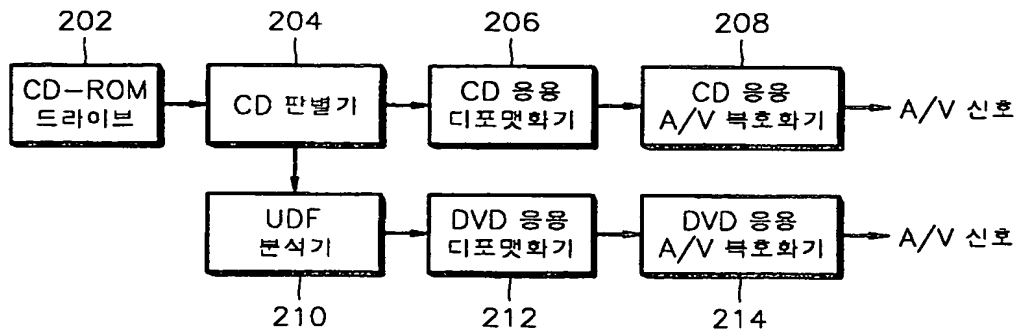 202
204
206
208
CD-ROM
드라이브
CD 판별기
CD 응용
디포맷화기
CD 응용
A/V 복호화기
A/V 신호
UDF
분석기
DVD 응용
디포맷화기
DVD 응용
A/V 복호화기
A/V 신호
210
212
214